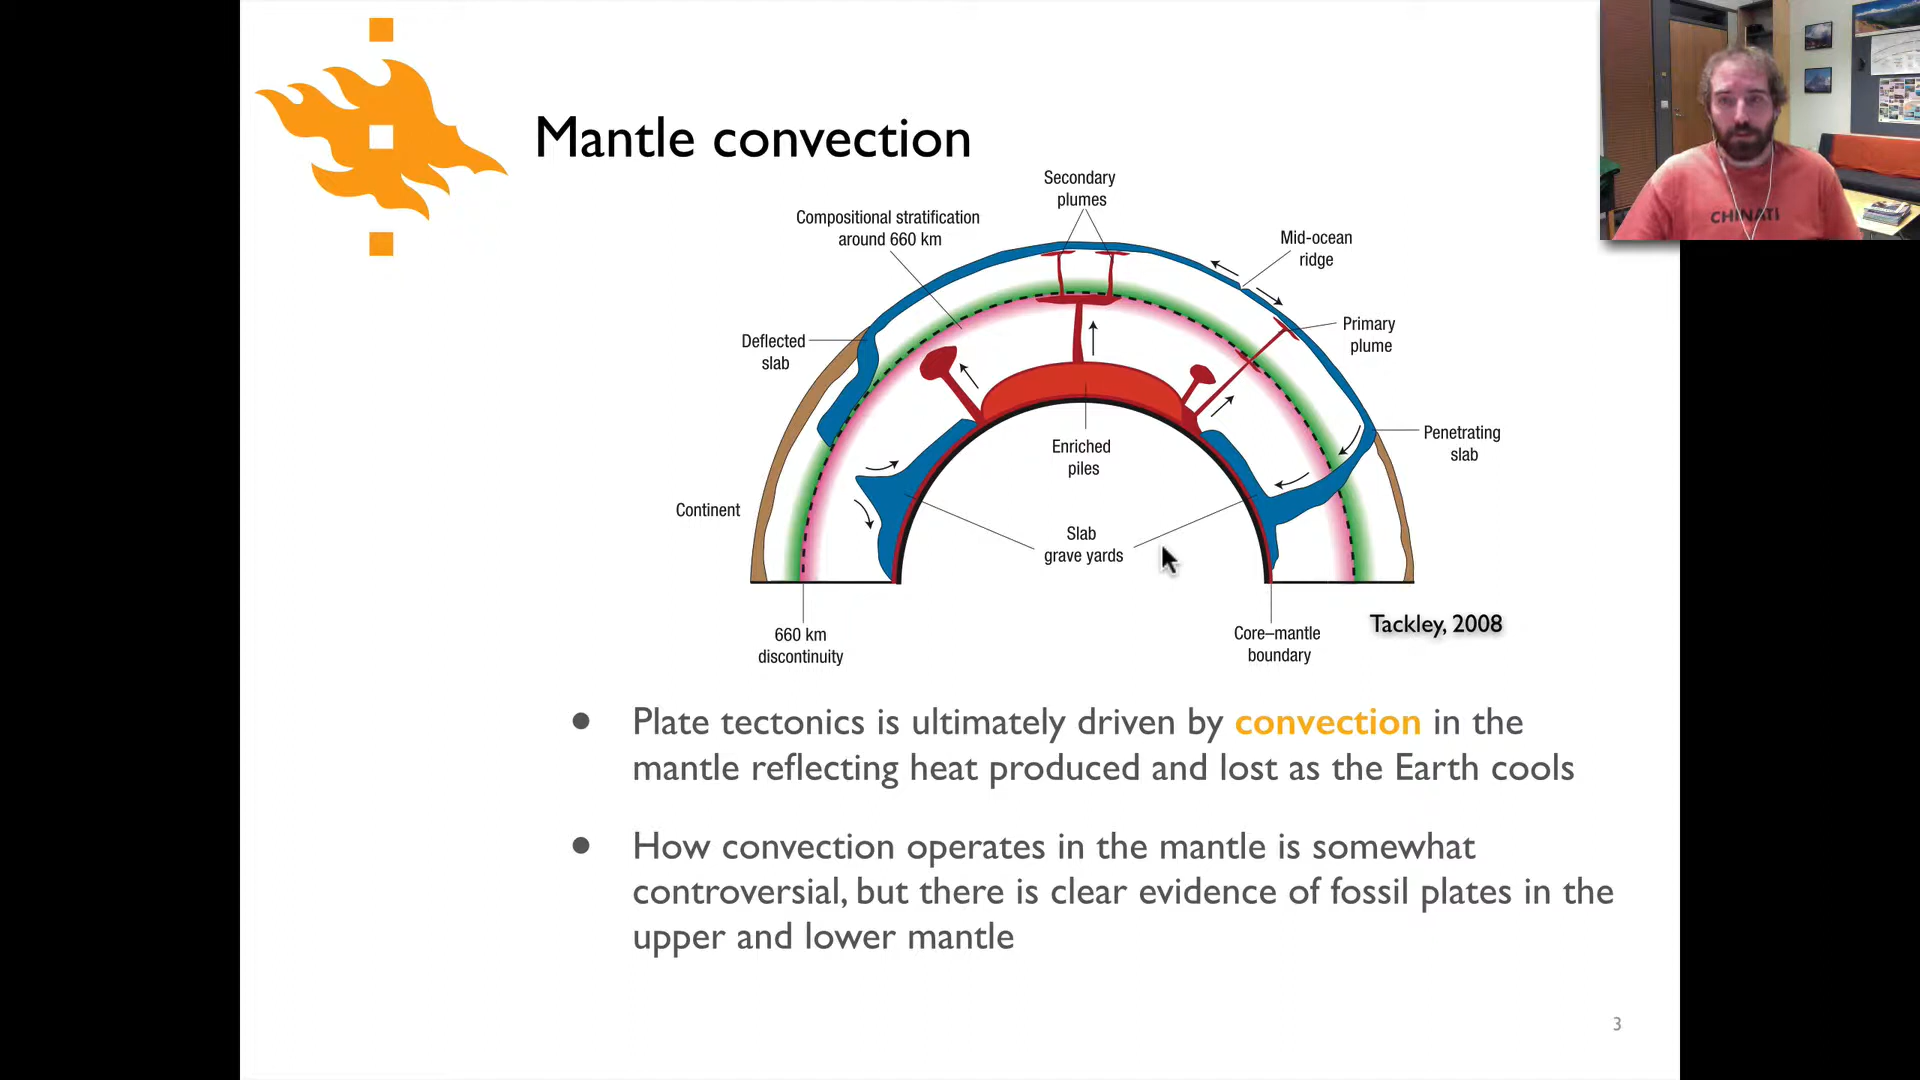 Mantle convection
Secondary
plumes
Compositional stratification
around 660 km
Mid-ocean
ridge
Deflected
slab
Primary
plume
Enriched
piles
Penetrating
slab
Continent
Slab
grave yards
660 km
discontinuity
Core–mantle
boundary
Tackley, 2008
● Plate tectonics is ultimately driven by convection in the
mantle reflecting heat produced and lost as the Earth cools
● How convection operates in the mantle is somewhat
controversial, but there is clear evidence of fossil plates in the
upper and lower mantle
3
CHINATI